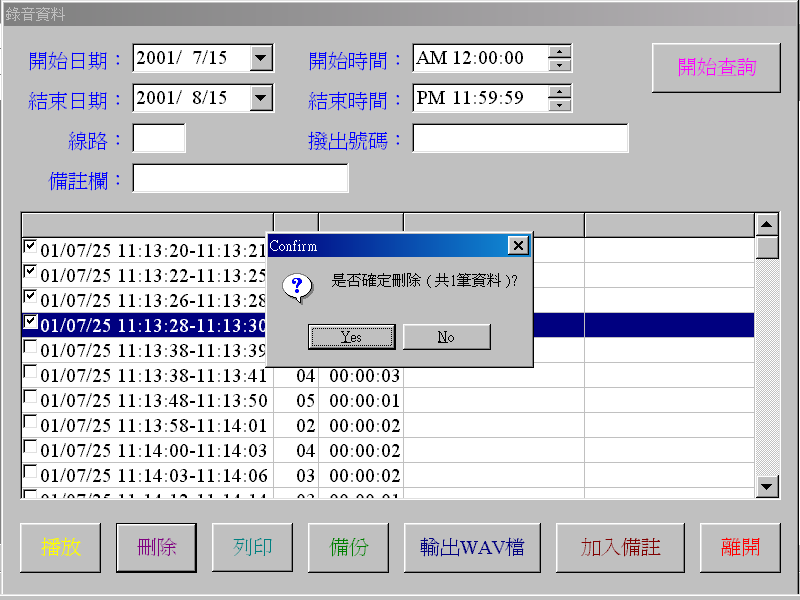 錄音資料
開始日期： 2001/ 7/15 開始時間： AM 12:00:00 開始查詢
結束日期： 2001/ 8/15 結束時間： PM 11:59:59
線路： 撥出號碼：
備註欄：
01/07/25 11:13:20-11:13:21
Confirm
01/07/25 11:13:22-11:13:25
是否確定刪除 ( 共1筆資料 )?
01/07/25 11:13:26-11:13:28
01/07/25 11:13:28-11:13:30
Yes No
01/07/25 11:13:38-11:13:39
01/07/25 11:13:38-11:13:41 04 00:00:03
01/07/25 11:13:48-11:13:50 05 00:00:01
01/07/25 11:13:58-11:14:01 02 00:00:02
01/07/25 11:14:00-11:14:03 04 00:00:02
01/07/25 11:14:03-11:14:06 03 00:00:02
播放 刪除 列印 備份 輸出WAV檔 加入備註 離開